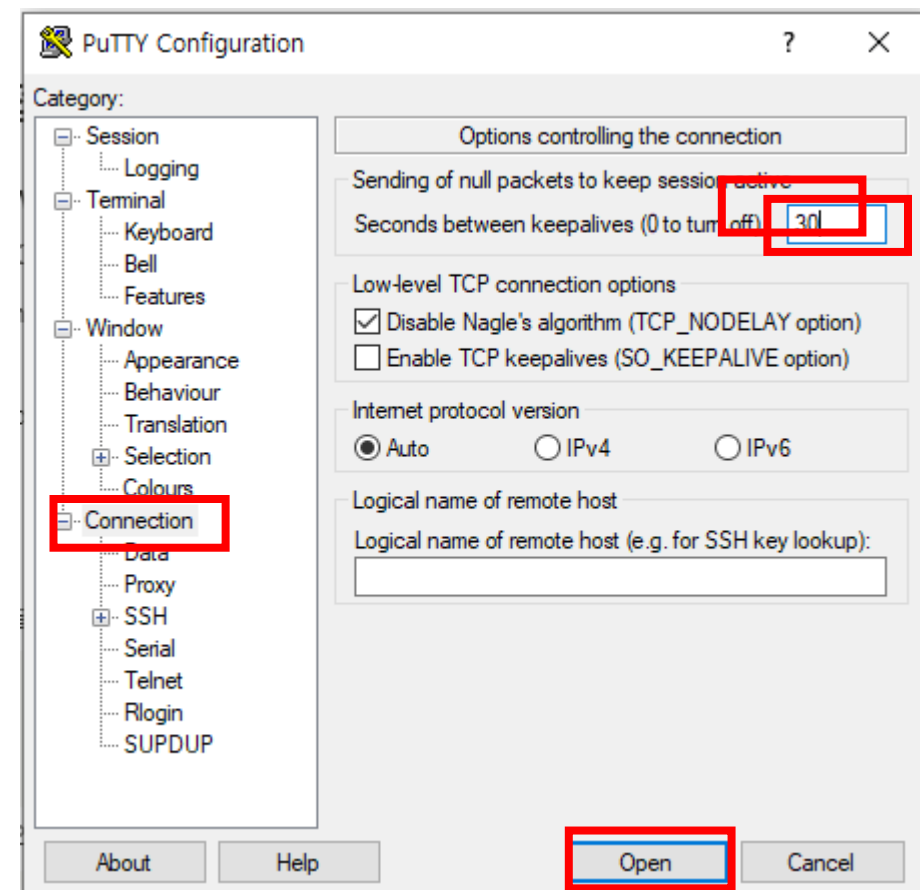 PuTTY Configuration
?
Category:
Session
Logging
Terminal
Keyboard
Bell
Features
Window
Appearance
Behaviour
Translation
Selection
Colours
Connection
Data
Proxy
SSH
Serial
Telnet
Rlogin
SUPDUP
Options controlling the connection
Sending of null packets to keep session active
Seconds between keepalives (0 to turn off)
30
Low-level TCP connection options
Disable Nagle's algorithm (TCP_NODELAY option)
Enable TCP keepalives (SO_KEEPALIVE option)
Internet protocol version
Auto IPv4 IPv6
Logical name of remote host
Logical name of remote host (e.g. for SSH key lookup):
About Help Open Cancel